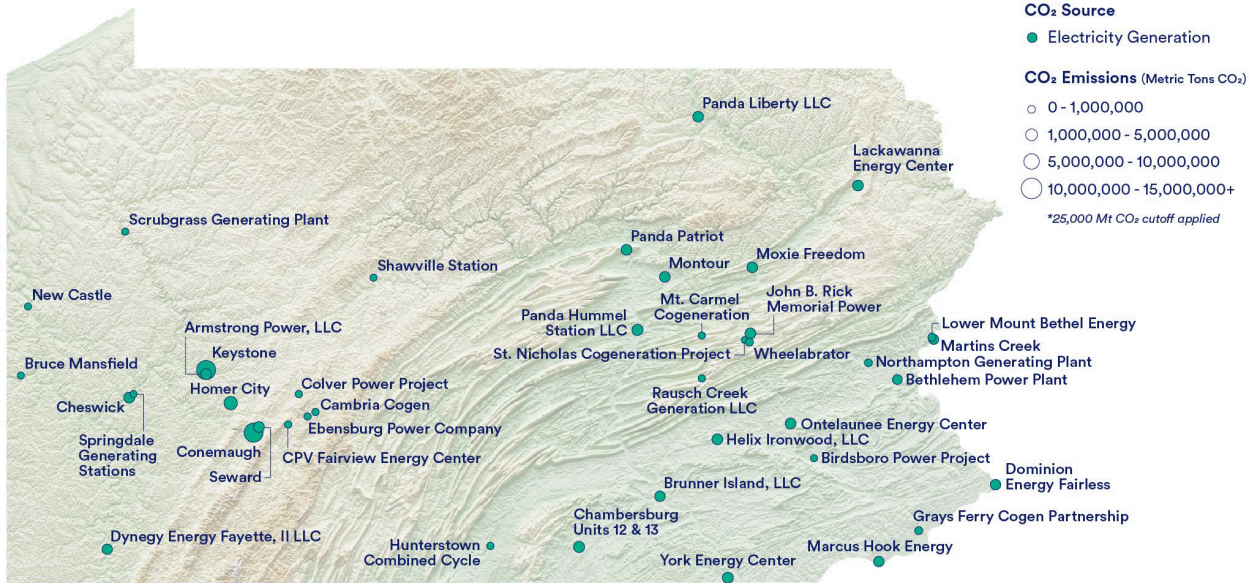 CO₂ Source
Electricity Generation
CO₂ Emissions (Metric Tons CO₂)
0 - 1,000,000
1,000,000 - 5,000,000
5,000,000 - 10,000,000
10,000,000 - 15,000,000+
*25,000 Mt CO₂ cutoff applied
Panda Liberty LLC
Lackawanna
Energy Center
Scrubgrass Generating Plant
Panda Patriot
Moxie Freedom
Shawville Station
Montour
New Castle
Mt. Carmel
Cogeneration
John B. Rick
Memorial Power
Armstrong Power, LLC
Panda Hummel
Station LLC
Lower Mount Bethel Energy
Martins Creek
Keystone
St. Nicholas Cogeneration Project
Wheelabrator
Northampton Generating Plant
Bruce Mansfield
Bethlehem Power Plant
Homer City
Colver Power Project
Rausch Creek
Generation LLC
Cheswick
Cambria Cogen
Ebensburg Power Company
Ontelaunee Energy Center
Springdale
Generating
Stations
Helix Ironwood, LLC
Conemaugh
CPV Fairview Energy Center
Birdsboro Power Project
Seward
Dominion
Energy Fairless
Brunner Island, LLC
Chambersburg
Units 12 & 13
Grays Ferry Cogen Partnership
Dynegy Energy Fayette, II LLC
Hunterstown
Combined Cycle
Marcus Hook Energy
York Energy Center